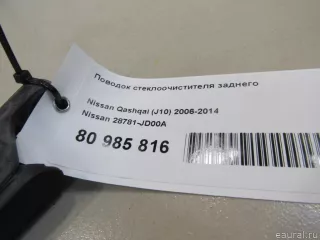 Поводок стеклоочистителя заднего
Nissan Qashqai (J10) 2006-2014
Nissan 28781-JD00A
80 985 816
© eaural.ru